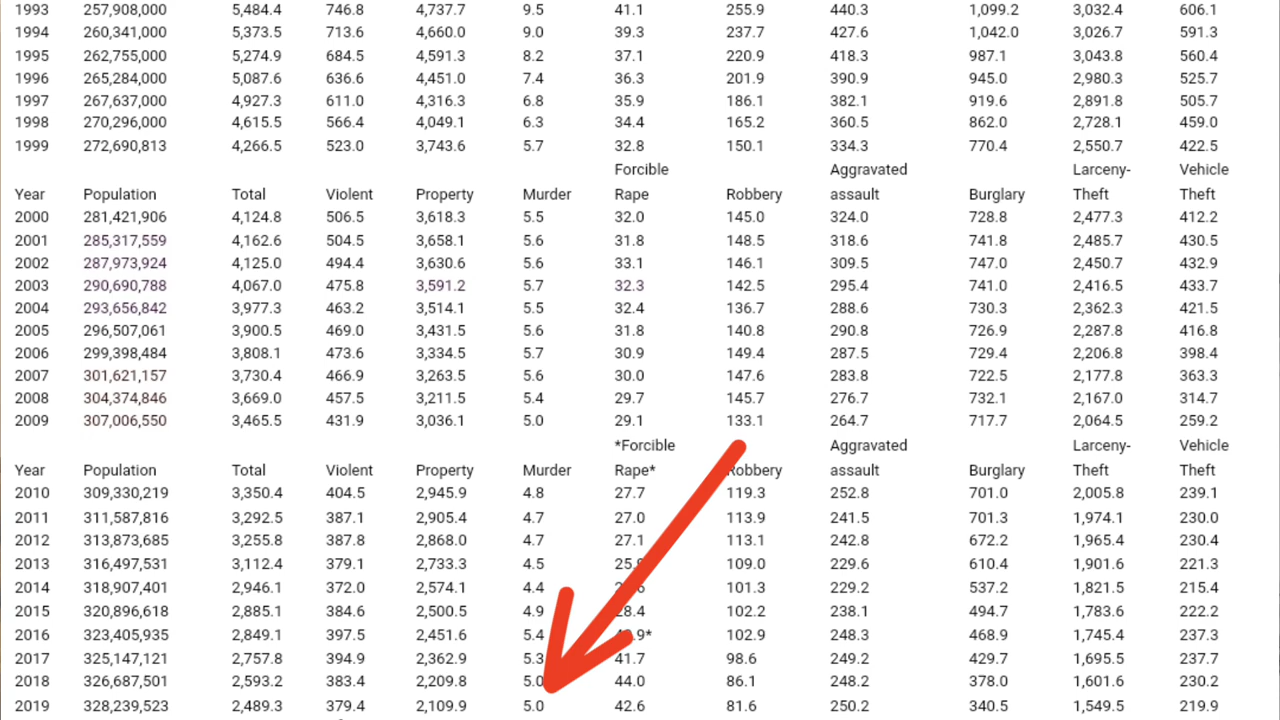 1993 257,908,000 5,484.4 746.8 4,737.7 9.5 41.1 255.9 440.3 1,099.2 3,032.4 606.1
1994 260,341,000 5,373.5 713.6 4,660.0 9.0 39.3 237.7 427.6 1,042.0 3,026.7 591.3
1995 262,755,000 5,274.9 684.5 4,591.3 8.2 37.1 220.9 418.3 987.1 3,043.8 560.4
1996 265,284,000 5,087.6 636.6 4,451.0 7.4 36.3 201.9 390.9 945.0 2,980.3 525.7
1997 267,637,000 4,927.3 611.0 4,316.3 6.8 35.9 186.1 382.1 919.6 2,891.8 505.7
1998 270,296,000 4,615.5 566.4 4,049.1 6.3 34.4 165.2 360.5 862.0 2,728.1 459.0
1999 272,690,813 4,266.5 523.0 3,743.6 5.7 32.8 150.1 334.3 770.4 2,550.7 422.5
Forcible Aggravated Larceny- Vehicle
Year Population Total Violent Property Murder Rape Robbery assault Burglary Theft Theft
2000 281,421,906 4,124.8 506.5 3,618.3 5.5 32.0 145.0 324.0 728.8 2,477.3 412.2
2001 285,317,559 4,162.6 504.5 3,658.1 5.6 31.8 148.5 318.6 741.8 2,485.7 430.5
2002 287,973,924 4,125.0 494.4 3,630.6 5.6 33.1 146.1 309.5 747.0 2,450.7 432.9
2003 290,690,788 4,067.0 475.8 3,591.2 5.7 32.3 142.5 295.4 741.0 2,416.5 433.7
2004 293,656,842 3,977.3 463.2 3,514.1 5.5 32.4 136.7 288.6 730.3 2,362.3 421.5
2005 296,507,061 3,900.5 469.0 3,431.5 5.6 31.8 140.8 290.8 726.9 2,287.8 416.8
2006 299,398,484 3,808.1 473.6 3,334.5 5.7 30.9 149.4 287.5 729.4 2,206.8 398.4
2007 301,621,157 3,730.4 466.9 3,263.5 5.6 30.0 147.6 283.8 722.5 2,177.8 363.3
2008 304,374,846 3,669.0 457.5 3,211.5 5.4 29.7 145.7 276.7 732.1 2,167.0 314.7
2009 307,006,550 3,465.5 431.9 3,036.1 5.0 29.1 133.1 264.7 717.7 2,064.5 259.2
*Forcible Aggravated Larceny- Vehicle
Year Population Total Violent Property Murder Rape* Robbery assault Burglary Theft Theft
2010 309,330,219 3,350.4 404.5 2,945.9 4.8 27.7 119.3 252.8 701.0 2,005.8 239.1
2011 311,587,816 3,292.5 387.1 2,905.4 4.7 27.0 113.9 241.5 701.3 1,974.1 230.0
2012 313,873,685 3,255.8 387.8 2,868.0 4.7 27.1 113.1 242.8 672.2 1,965.4 230.4
2013 316,497,531 3,112.4 379.1 2,733.3 4.5 109.0 229.6 610.4 1,901.6 221.3
2014 318,907,401 2,946.1 372.0 2,574.1 4.4 101.3 229.2 537.2 1,821.5 215.4
2015 320,896,618 2,885.1 384.6 2,500.5 4.9 28.4 102.2 238.1 494.7 1,783.6 222.2
2016 323,405,935 2,849.1 397.5 2,451.6 5.4 102.9 248.3 468.9 1,745.4 237.3
2017 325,147,121 2,757.8 394.9 2,362.9 5.3 41.7 98.6 249.2 429.7 1,695.5 237.7
2018 326,687,501 2,593.2 383.4 2,209.8 5.0 44.0 86.1 248.2 378.0 1,601.6 230.2
2019 328,239,523 2,489.3 379.4 2,109.9 5.0 42.6 81.6 250.2 340.5 1,549.5 219.9